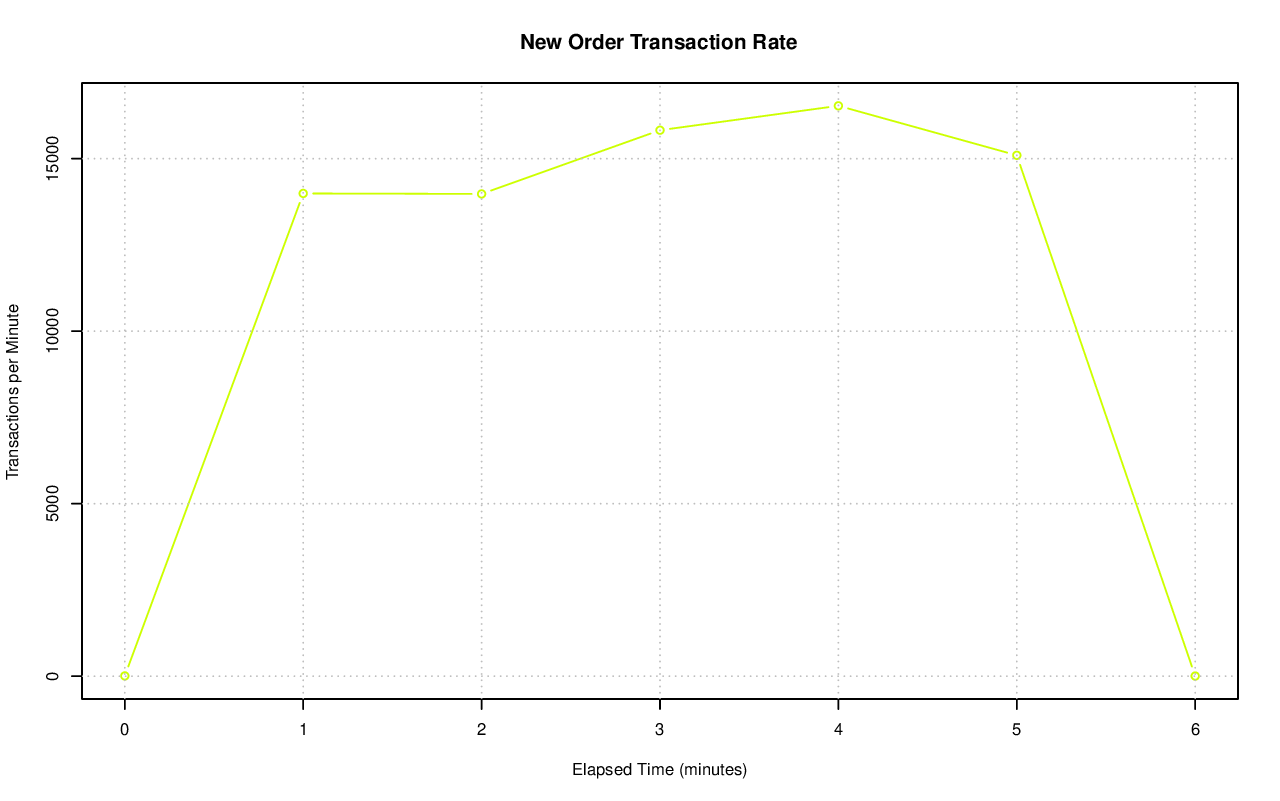 New Order Transaction Rate
Transactions per Minute
15000
10000
5000
0
0 1 2 3 4 5 6
Elapsed Time (minutes)